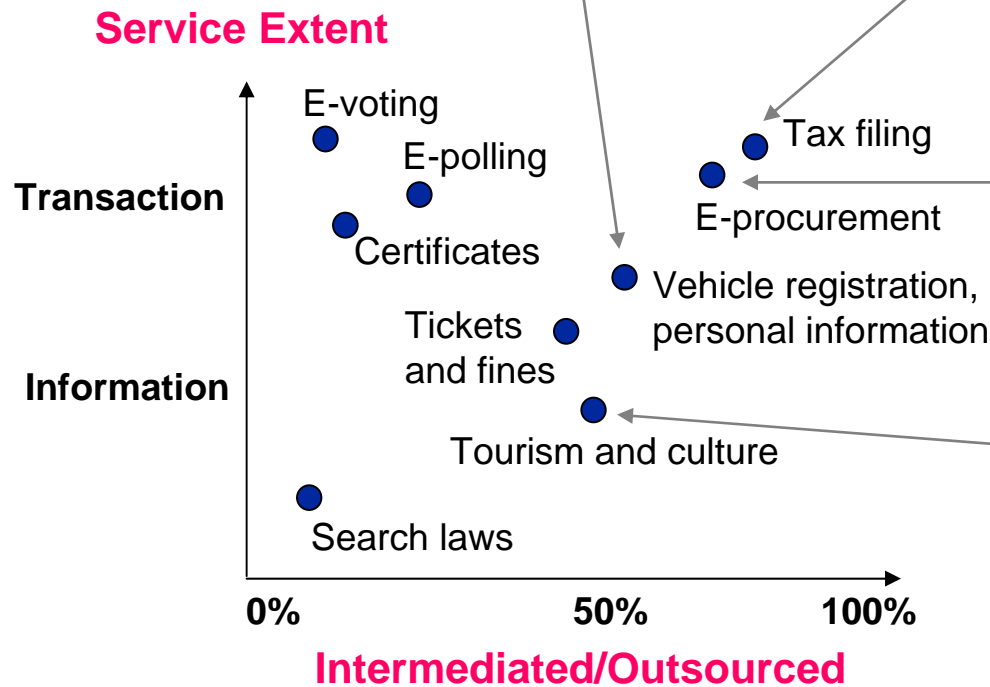 Service Extent
E-voting
E-polling
Tax filing
Transaction
E-procurement
Certificates
Vehicle registration,
personal information
Tickets
and fines
Information
Tourism and culture
Search laws
0%
50%
100%
Intermediated/Outsourced